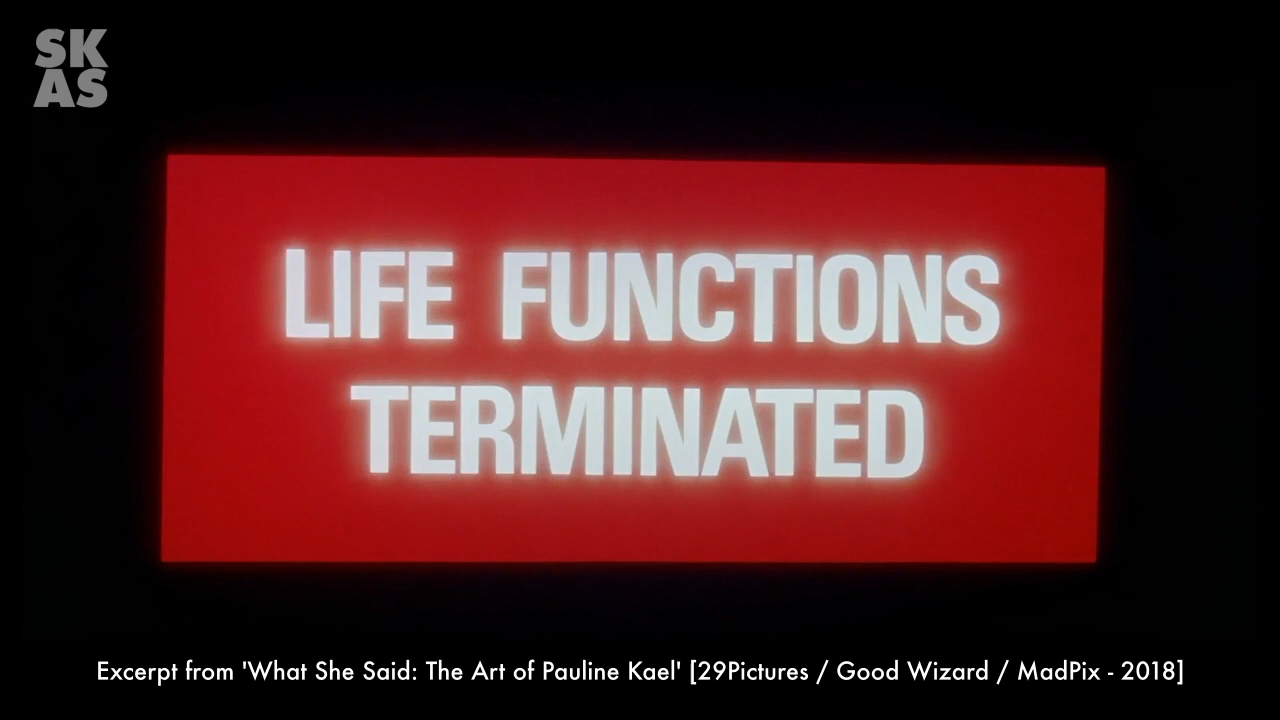 SK
AS
LIFE FUNCTIONS
TERMINATED
Excerpt from 'What She Said: The Art of Pauline Kael' [29Pictures / Good Wizard / MadPix - 2018]